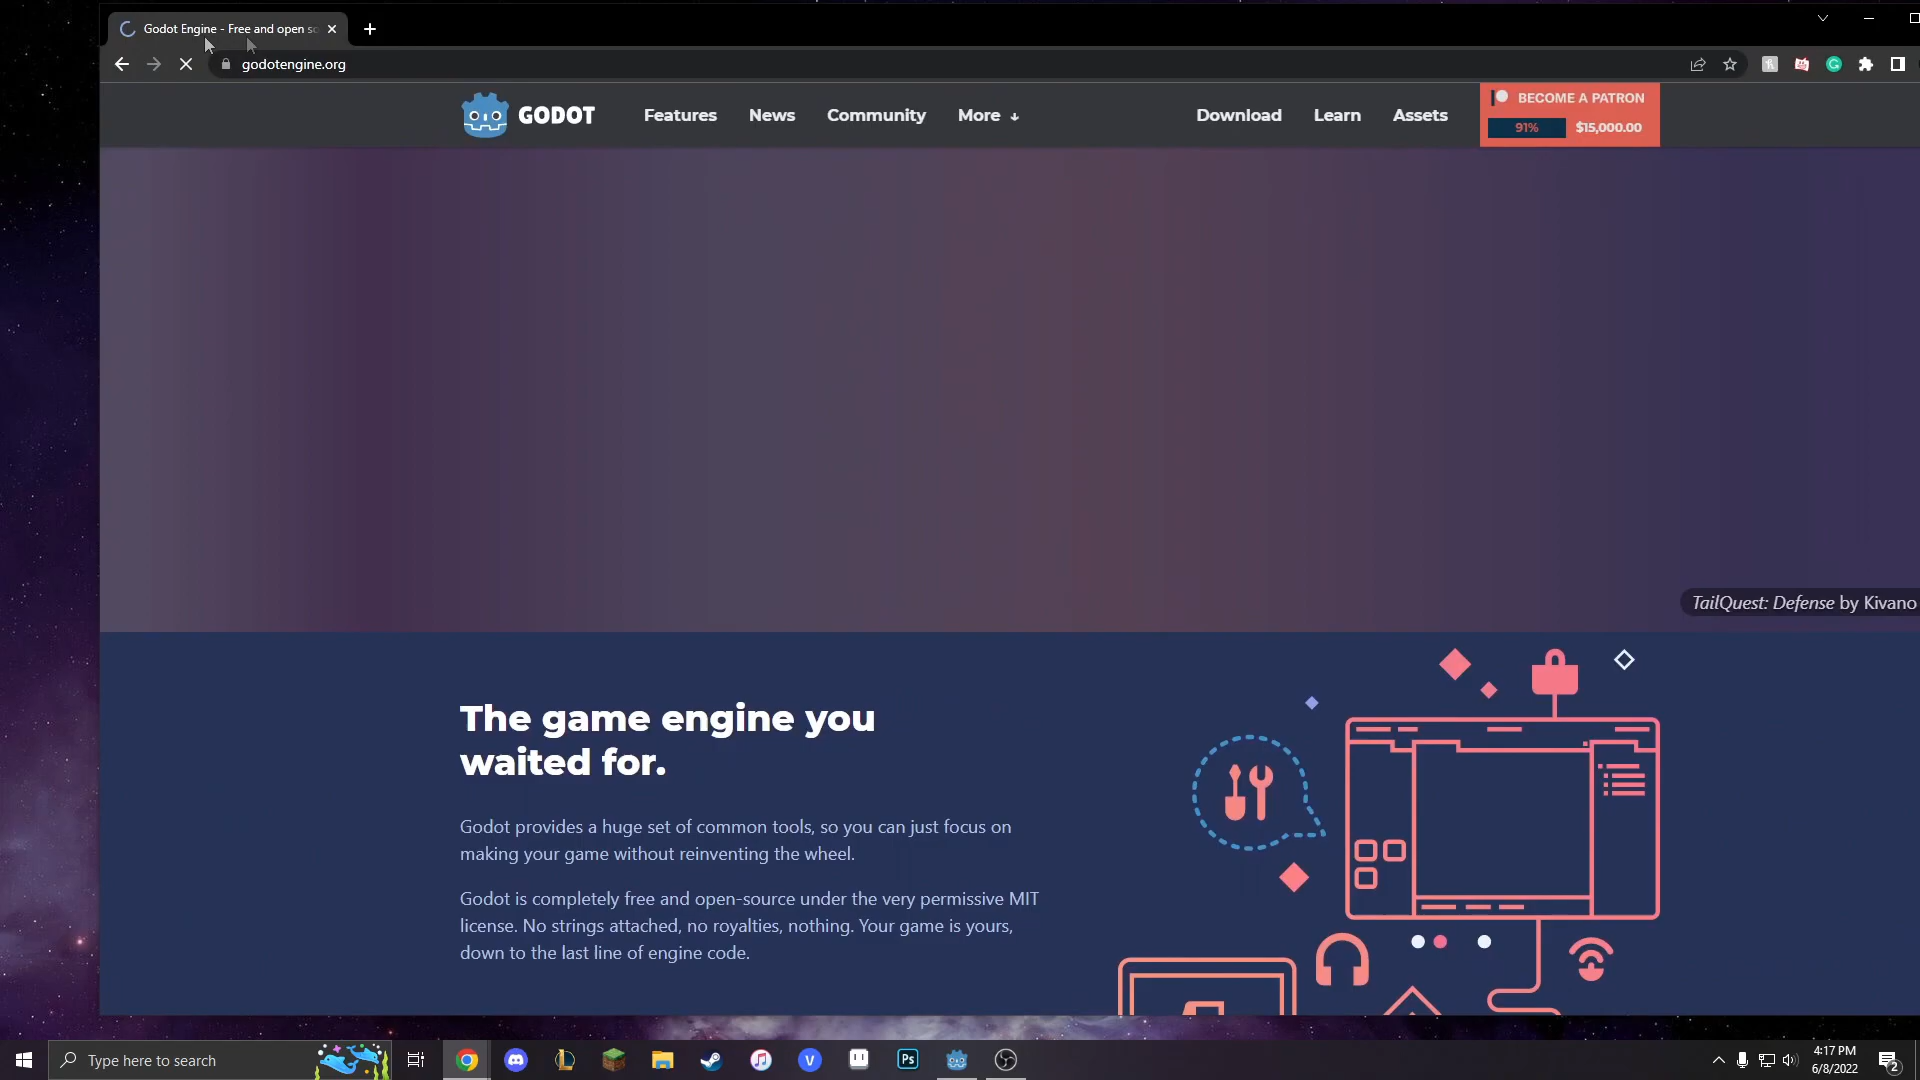 Godot Engine - Free and open so
godotengine.org
GODOT
Features
News
Community
More
Download
Learn
Assets
BECOME A PATRON
91%
$15,000.00
TailQuest: Defense by Kivano
The game engine you
waited for.
Godot provides a huge set of common tools, so you can just focus on
making your game without reinventing the wheel.
Godot is completely free and open-source under the very permissive MIT
license. No strings attached, no royalties, nothing. Your game is yours,
down to the last line of engine code.
Type here to search
V
Ps
4:17 PM
6/8/2022
2